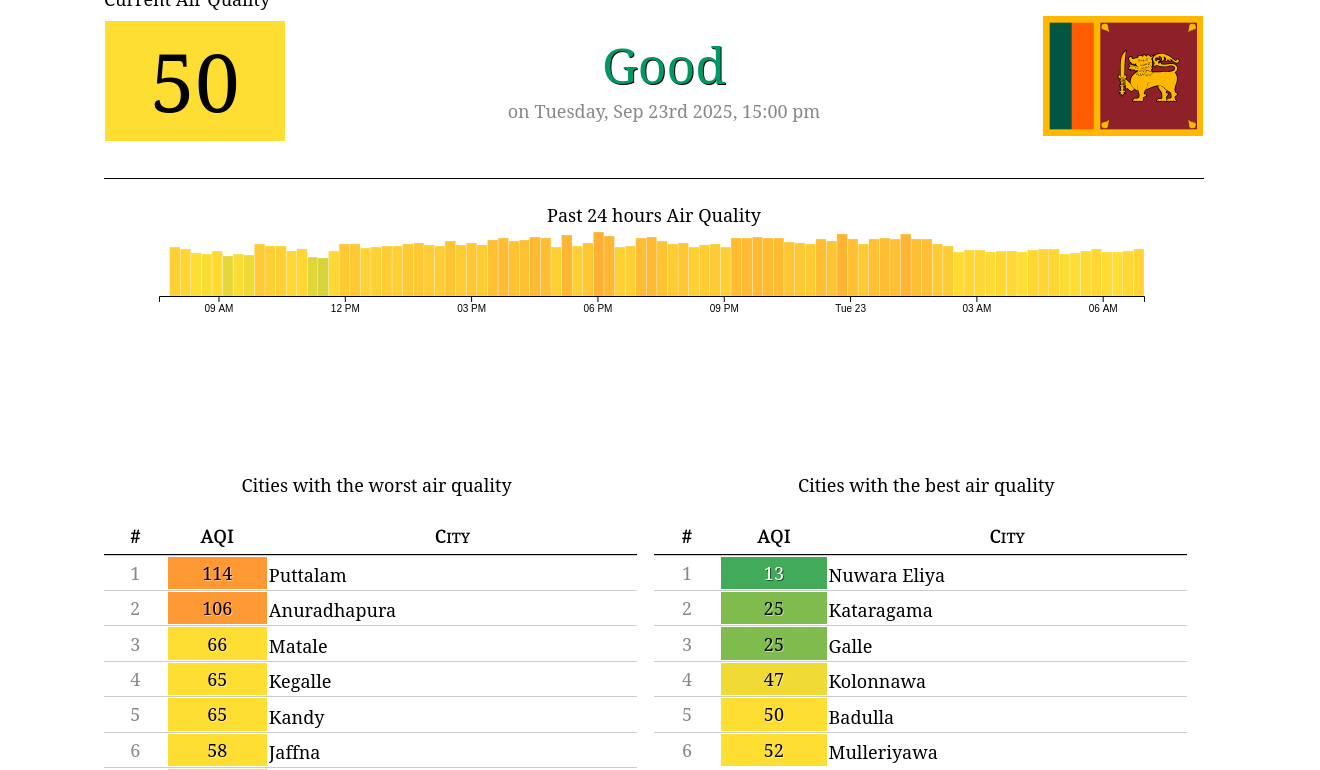 Current Air Quality
50
Good
on Tuesday, Sep 23rd 2025, 15:00 pm
Past 24 hours Air Quality
09 AM 12 PM 03 PM 06 PM 09 PM Tue 23 03 AM 06 AM
Cities with the worst air quality
# AQI City
1 114 Puttalam
2 106 Anuradhapura
3 66 Matale
4 65 Kegalle
5 65 Kandy
6 58 Jaffna
Cities with the best air quality
# AQI City
1 13 Nuwara Eliya
2 25 Kataragama
3 25 Galle
4 47 Kolonnawa
5 50 Badulla
6 52 Mulleriyawa